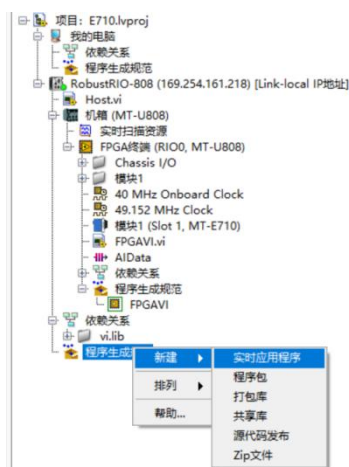 项目: E710.lvproj
我的电脑
依赖关系
程序生成规范
RobustRIO-808 (169.254.161.218) [Link-local IP地址]
Host.vi
机箱 (MT-U808)
实时扫描资源
FPGA终端 (RIO0, MT-U808)
Chassis I/O
模块1
40 MHz Onboard Clock
49.152 MHz Clock
模块1 (Slot 1, MT-E710)
FPGAVI.vi
AIData
依赖关系
程序生成规范
FPGAVI
依赖关系
vi.lib
程序生成
新建
实时应用程序
程序包
排列
打包库
共享库
帮助...
源代码发布
Zip文件